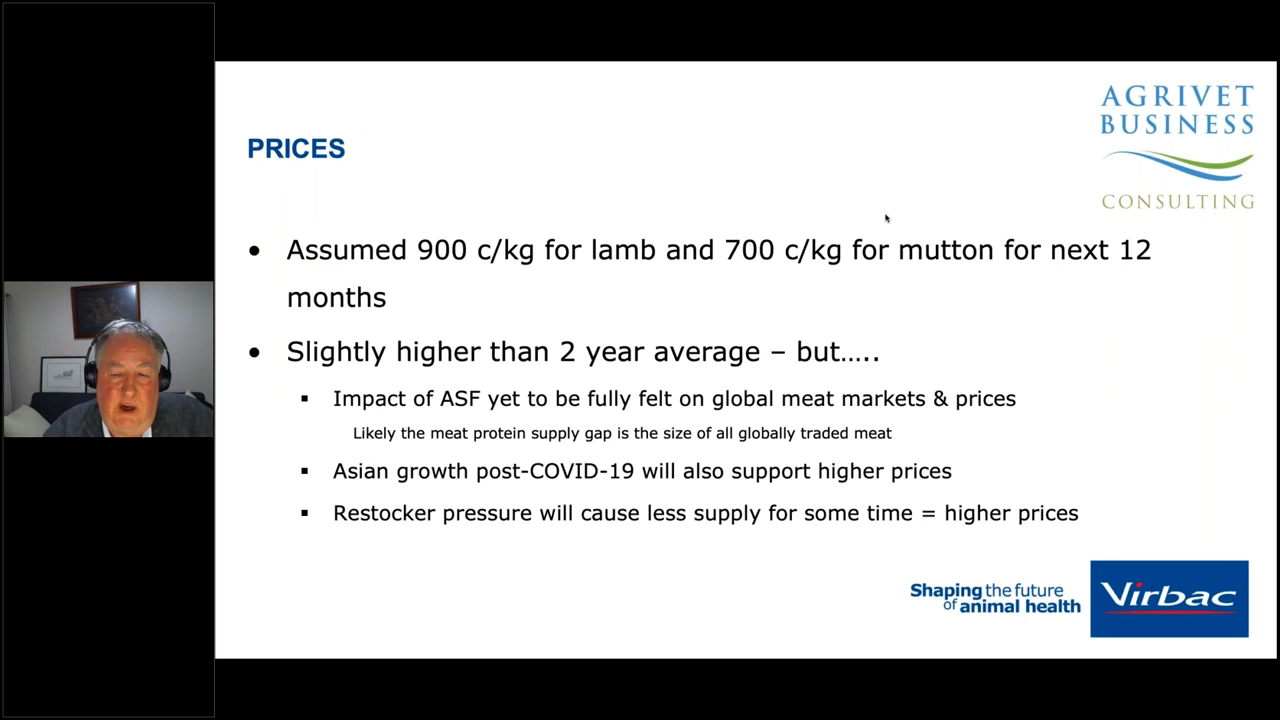 AGRIVET
BUSINESS
CONSULTING
PRICES
• Assumed 900 c/kg for lamb and 700 c/kg for mutton for next 12
months
• Slightly higher than 2 year average – but…..
▪ Impact of ASF yet to be fully felt on global meat markets & prices
Likely the meat protein supply gap is the size of all globally traded meat
▪ Asian growth post-COVID-19 will also support higher prices
▪ Restocker pressure will cause less supply for some time = higher prices
Shaping the future
of animal health
Virbac